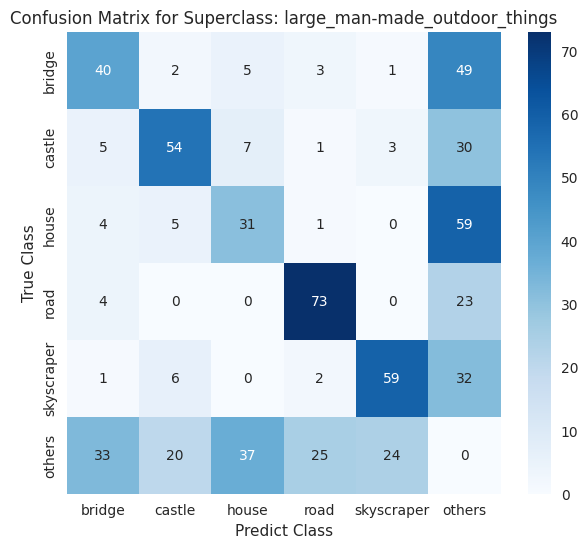 Confusion Matrix for Superclass: large_man-made_outdoor_things
bridge 40 2 5 3 1 49
castle 5 54 7 1 3 30
house 4 5 31 1 0 59
road 4 0 0 73 0 23
skyscraper 1 6 0 2 59 32
others 33 20 37 25 24 0
bridge castle house road skyscraper others
Predict Class
True Class
70
60
50
40
30
20
10
0